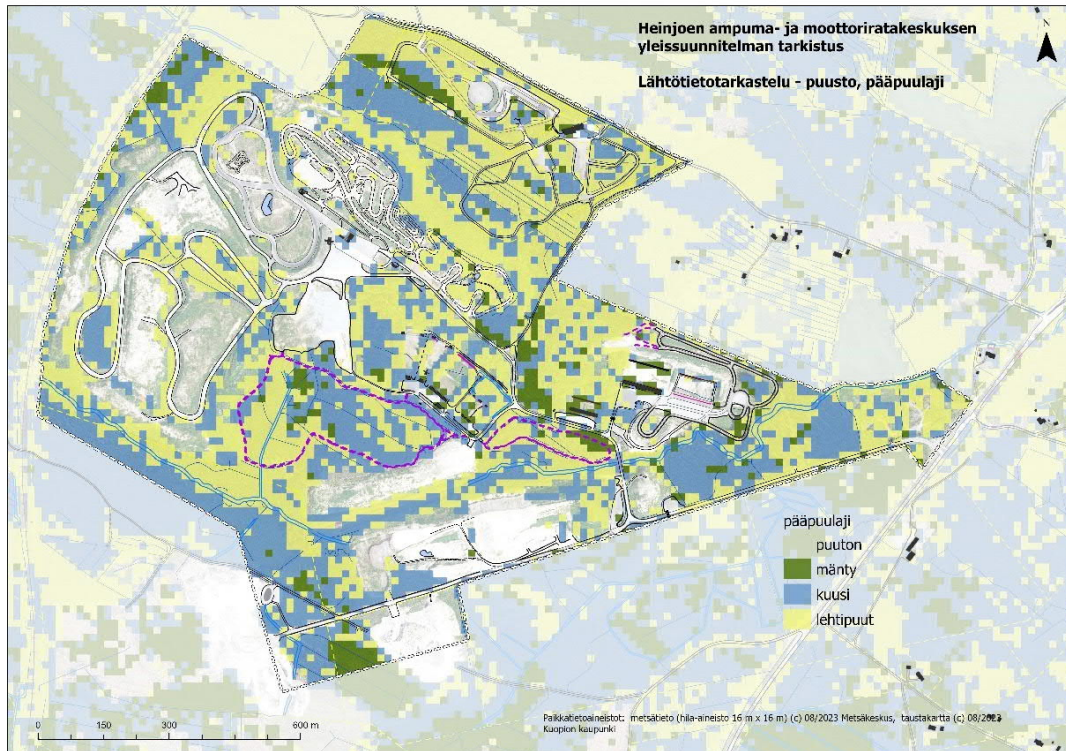 Heinjoen ampuma- ja moottoriratakeskuksen
yleissuunnitelman tarkistus
Lähtötietotarkastelu - puusto, pääpuulaji
N
pääpuulaji
puuton
mänty
kuusi
lehtipuut
0 150 300 600 m
Paikkatietoaineistot: metsätieto (hila-aineisto 16 m x 16 m) (c) 08/2023 Metsäkeskus, taustakartta (c) 08/2023
Kuopion kaupunki